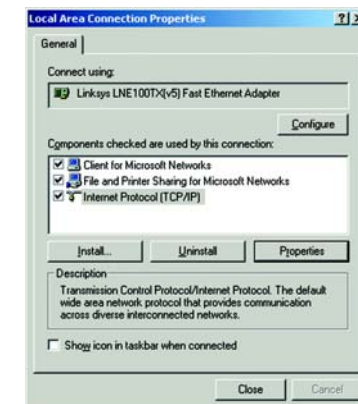 Local Area Connection Properties
General
Connect using:
Linksys LNE100TX(v5) Fast Ethernet Adapter
Configure
Components checked are used by this connection:
Client for Microsoft Networks
File and Printer Sharing for Microsoft Networks
Internet Protocol (TCP/IP)
Install... Uninstall Properties
Description
Transmission Control Protocol/Internet Protocol. The default
wide area network protocol that provides communication
across diverse interconnected networks.
Show icon in taskbar when connected
Close Cancel